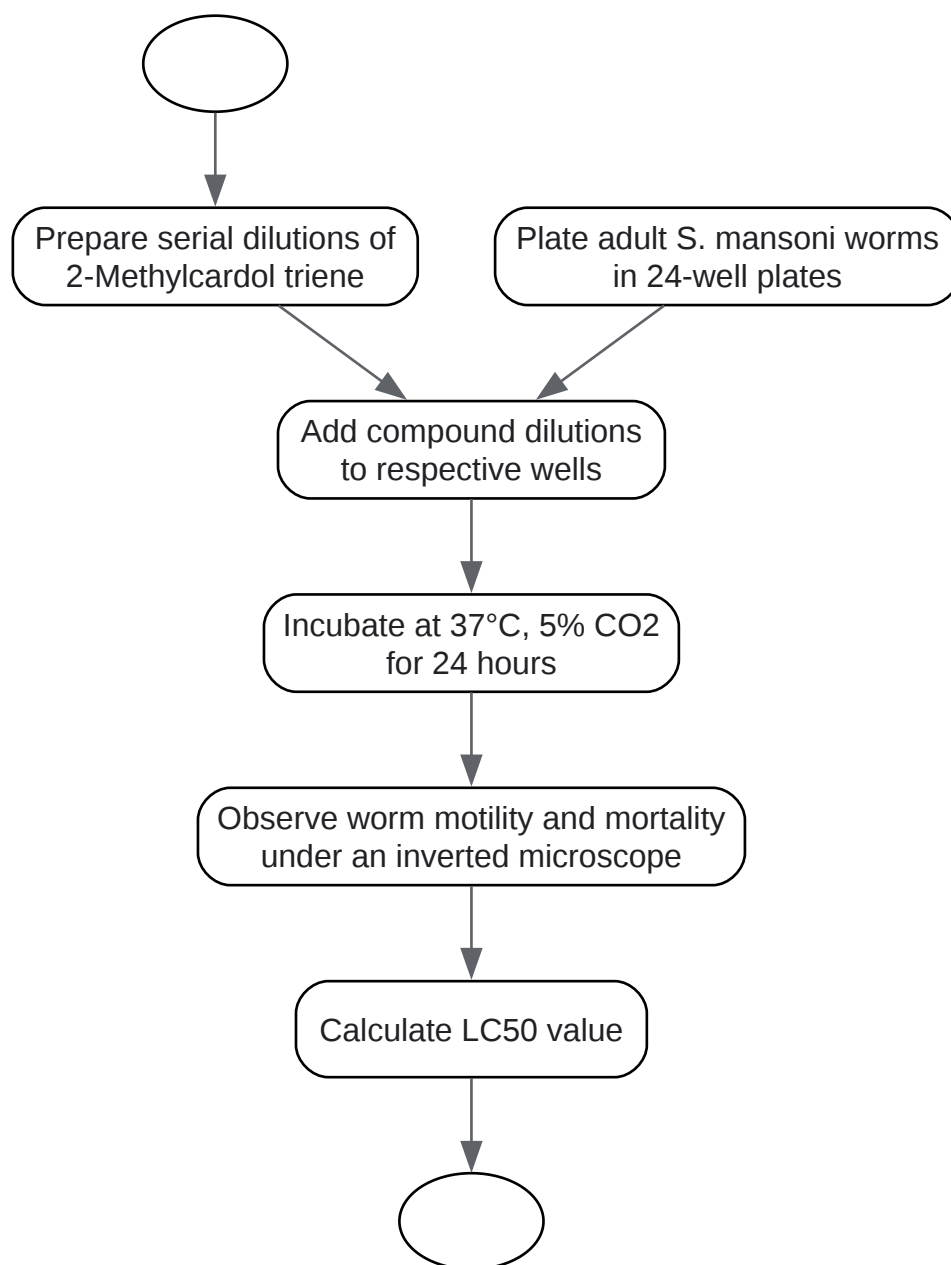 Prepare serial dilutions of
2-Methylcardol triene
Plate adult S. mansoni worms
in 24-well plates
Add compound dilutions
to respective wells
Incubate at 37°C, 5% CO2
for 24 hours
Observe worm motility and mortality
under an inverted microscope
Calculate LC50 value